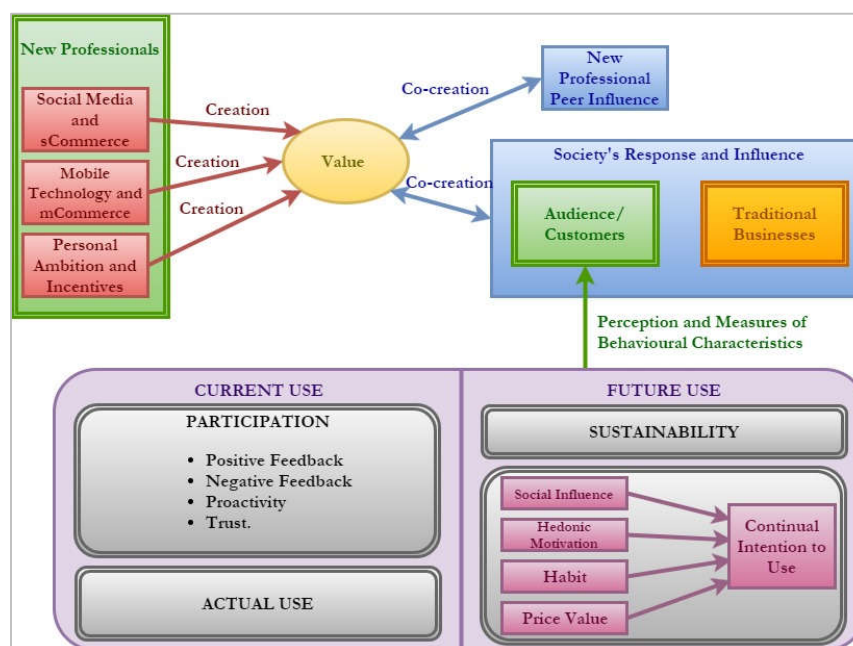 New Professionals
Social Media
and
sCommerce
Mobile
Technology and
mCommerce
Personal
Ambition and
Incentives
Creation
Creation
Creation
Value
Co-creation
Co-creation
New
Professional
Peer Influence
Society's Response and Influence
Audience/
Customers
Traditional
Businesses
Perception and Measures of
Behavioural Characteristics
CURRENT USE
PARTICIPATION
• Positive Feedback
• Negative Feedback
• Proactivity
• Trust.
ACTUAL USE
FUTURE USE
SUSTAINABILITY
Social Influence
Hedonic
Motivation
Habit
Price Value
Continual
Intention to
Use